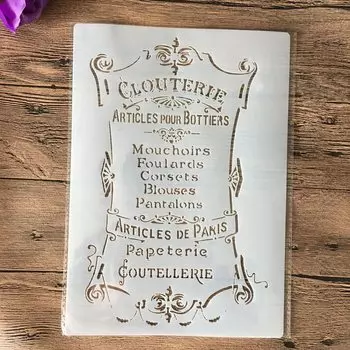 CLOUTERIE
ARTICLES POUR BOTTIERS
Mouchoirs
Foulards
Corsets
Blouses
Pantalons
ARTICLES DE PARIS
Papeterie
COUTELLERIE